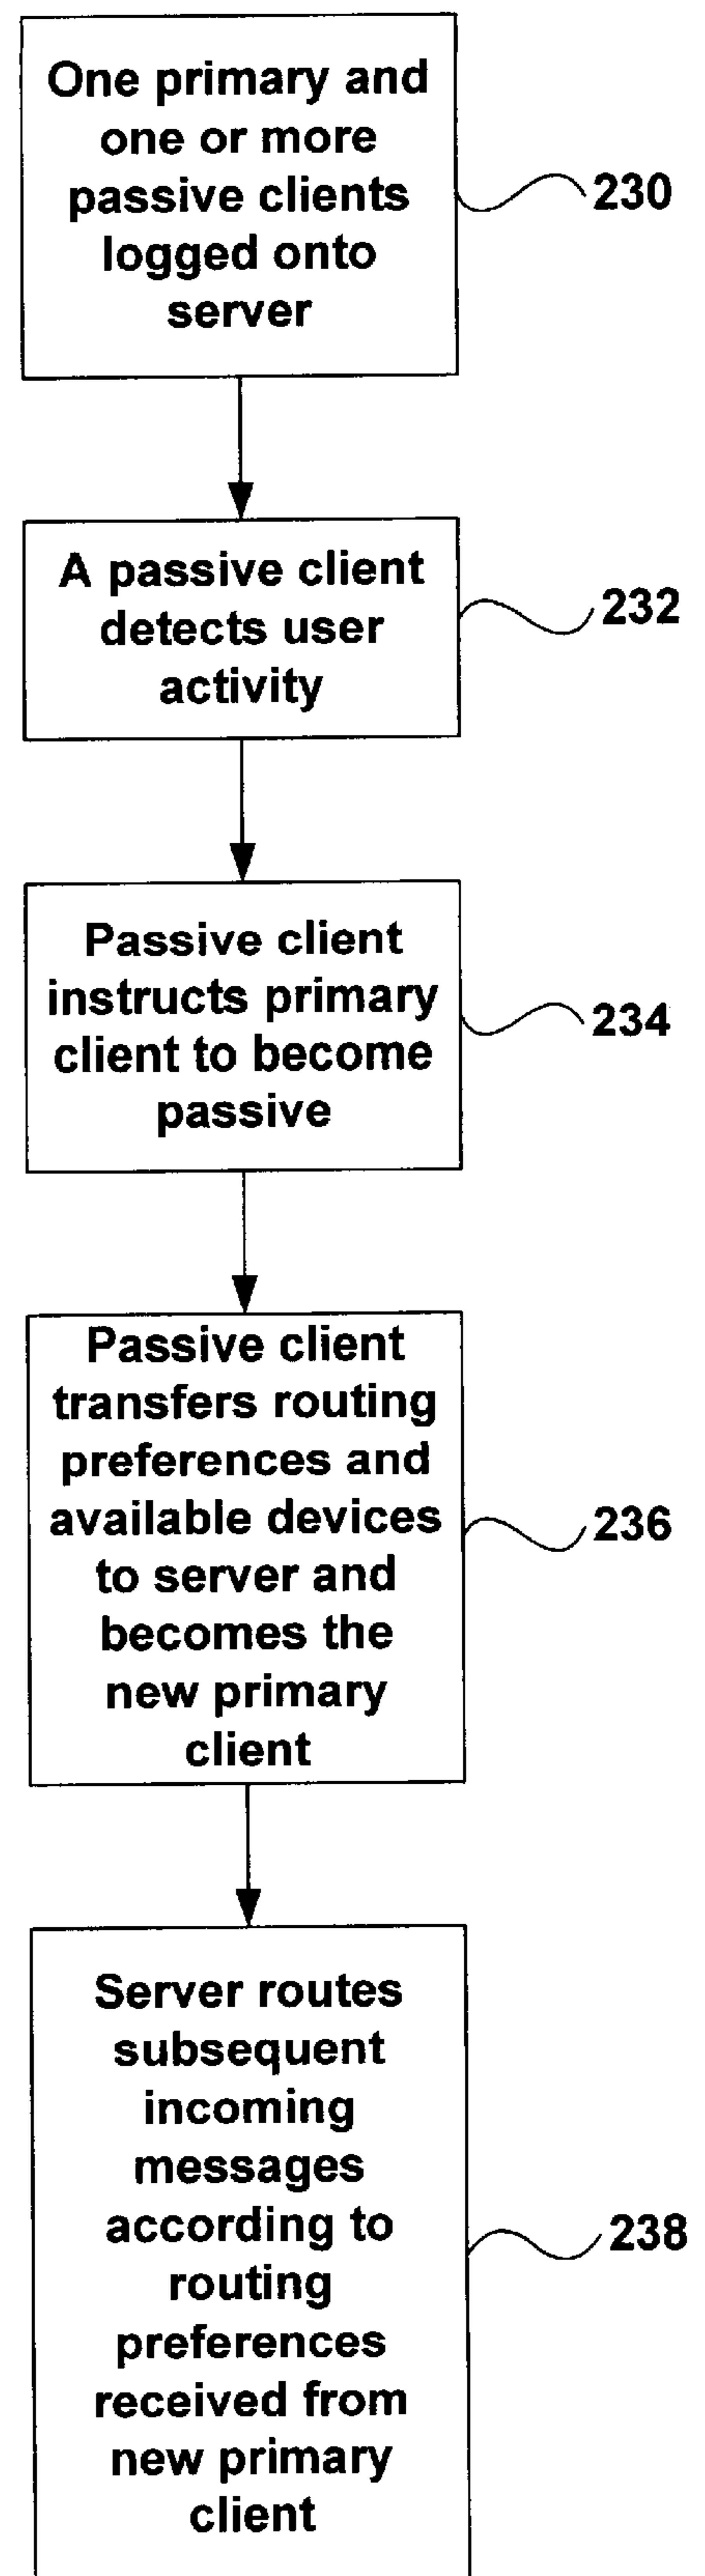 One primary and
one or more
passive clients
logged onto
server
230
A passive client
detects user
activity
232
Passive client
instructs primary
client to become
passive
234
Passive client
transfers routing
preferences and
available devices
to server and
becomes the
new primary
client
236
Server routes
subsequent
incoming
messages
according to
routing
preferences
received from
new primary
client
238